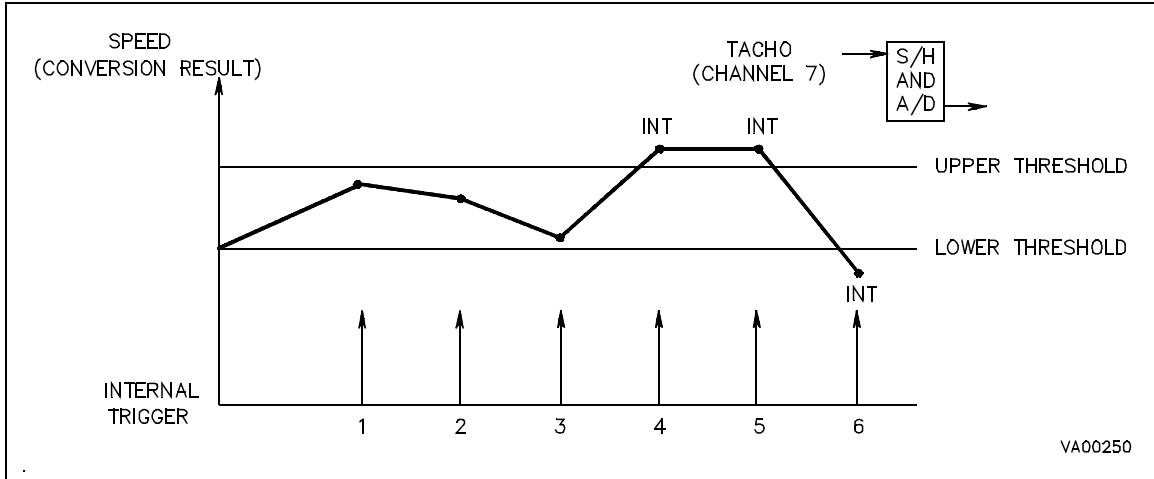 SPEED
(CONVERSION RESULT)
TACHO
(CHANNEL 7)
S/H
AND
A/D
INT
INT
UPPER THRESHOLD
LOWER THRESHOLD
INT
INTERNAL
TRIGGER
1 2 3 4 5 6
VA00250